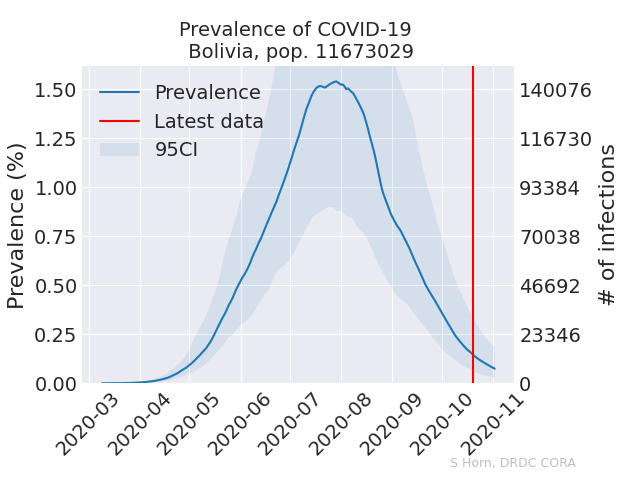 Prevalence of COVID-19
Bolivia, pop. 11673029
Prevalence (%)
1.50
1.25
1.00
0.75
0.50
0.25
0.00
Prevalence
Latest data
95CI
140076
116730
93384
70038
46692
23346
0
# of infections
2020-03
2020-04
2020-05
2020-06
2020-07
2020-08
2020-09
2020-10
2020-11
S Horn, DRDC CORA